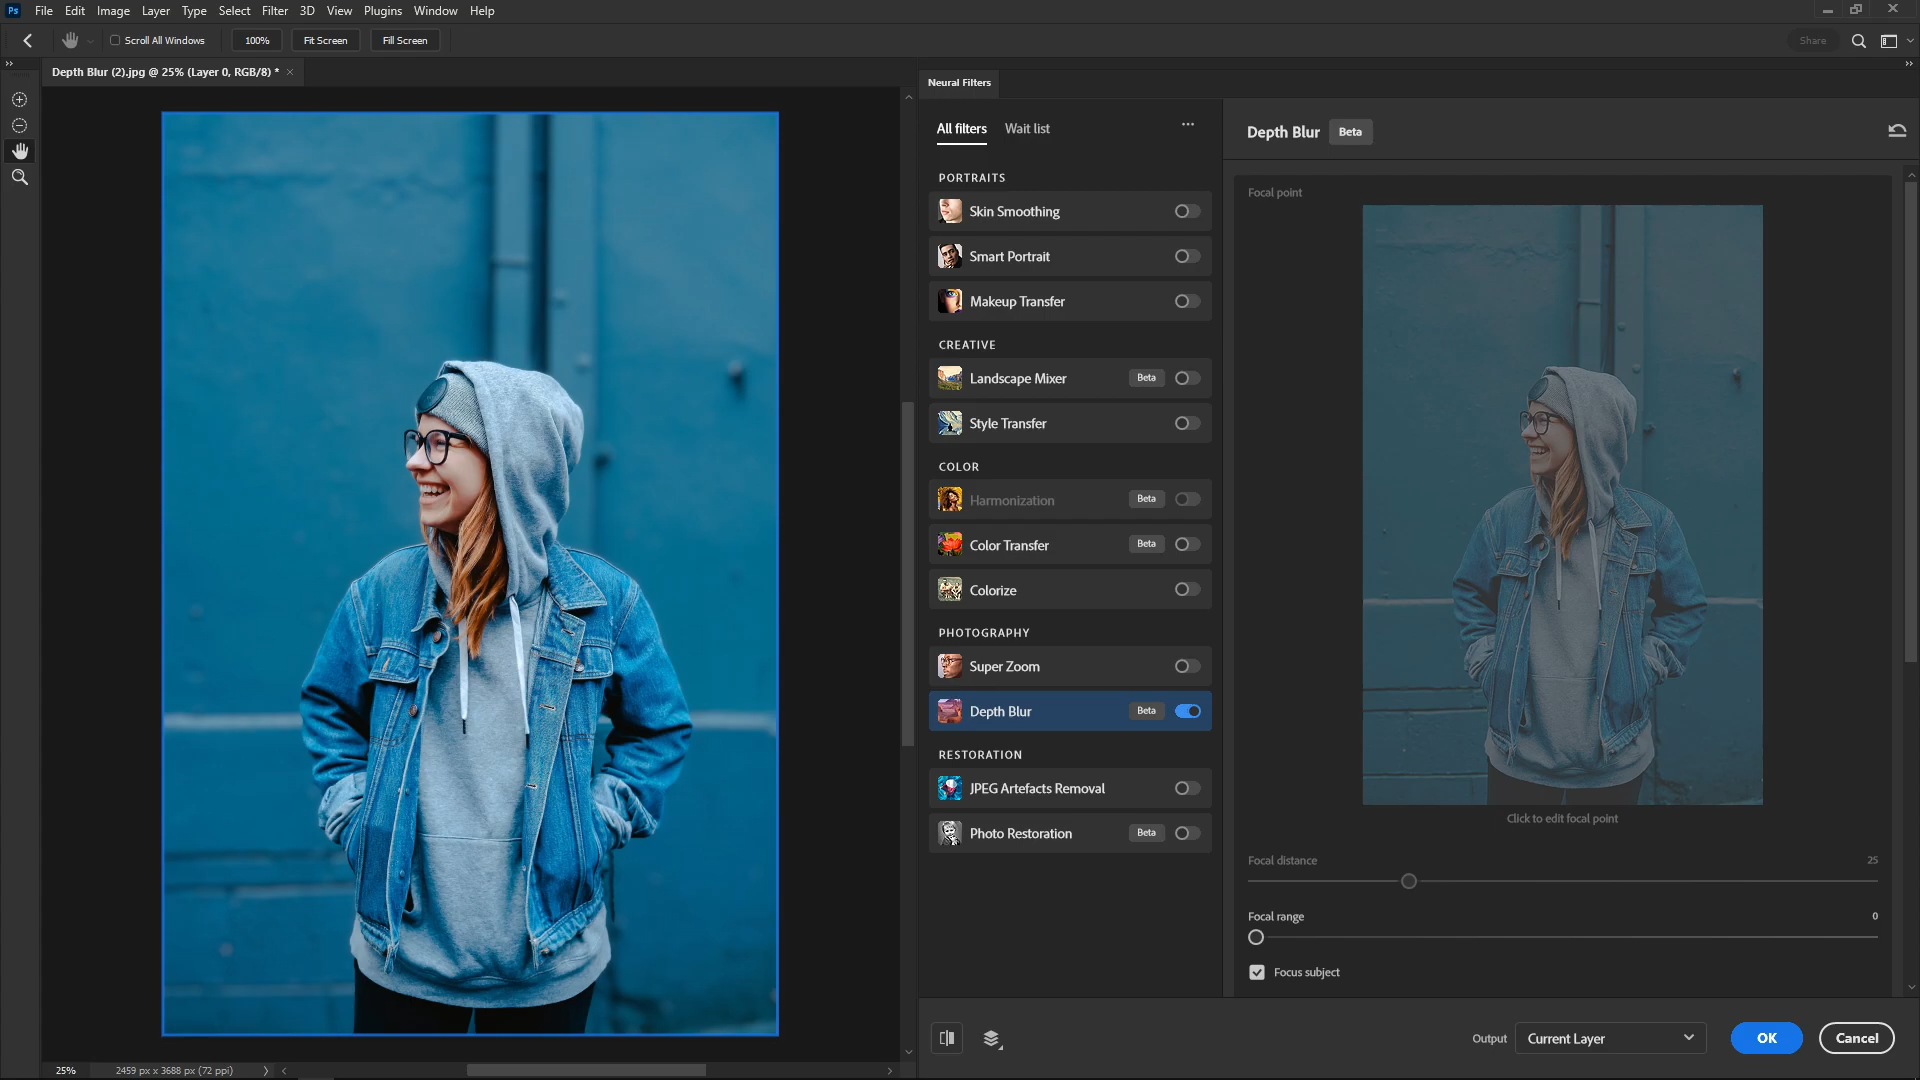 Ps File Edit Image Layer Type Select Filter 3D View Plugins Window Help
Scroll All Windows 100% Fit Screen Fill Screen Share
Depth Blur (2).jpg @ 25% (Layer 0, RGB/8) *
Neural Filters
All filters Wait list
PORTRAITS
Skin Smoothing
Smart Portrait
Makeup Transfer
CREATIVE
Landscape Mixer Beta
Style Transfer
COLOR
Harmonization Beta
Color Transfer Beta
Colorize
PHOTOGRAPHY
Super Zoom
Depth Blur Beta
RESTORATION
JPEG Artefacts Removal
Photo Restoration Beta
Depth Blur Beta
Focal point
Click to edit focal point
Focal distance 25
Focal range 0
Focus subject
Output Current Layer OK Cancel
25% 2459 px x 3688 px (72 ppi)